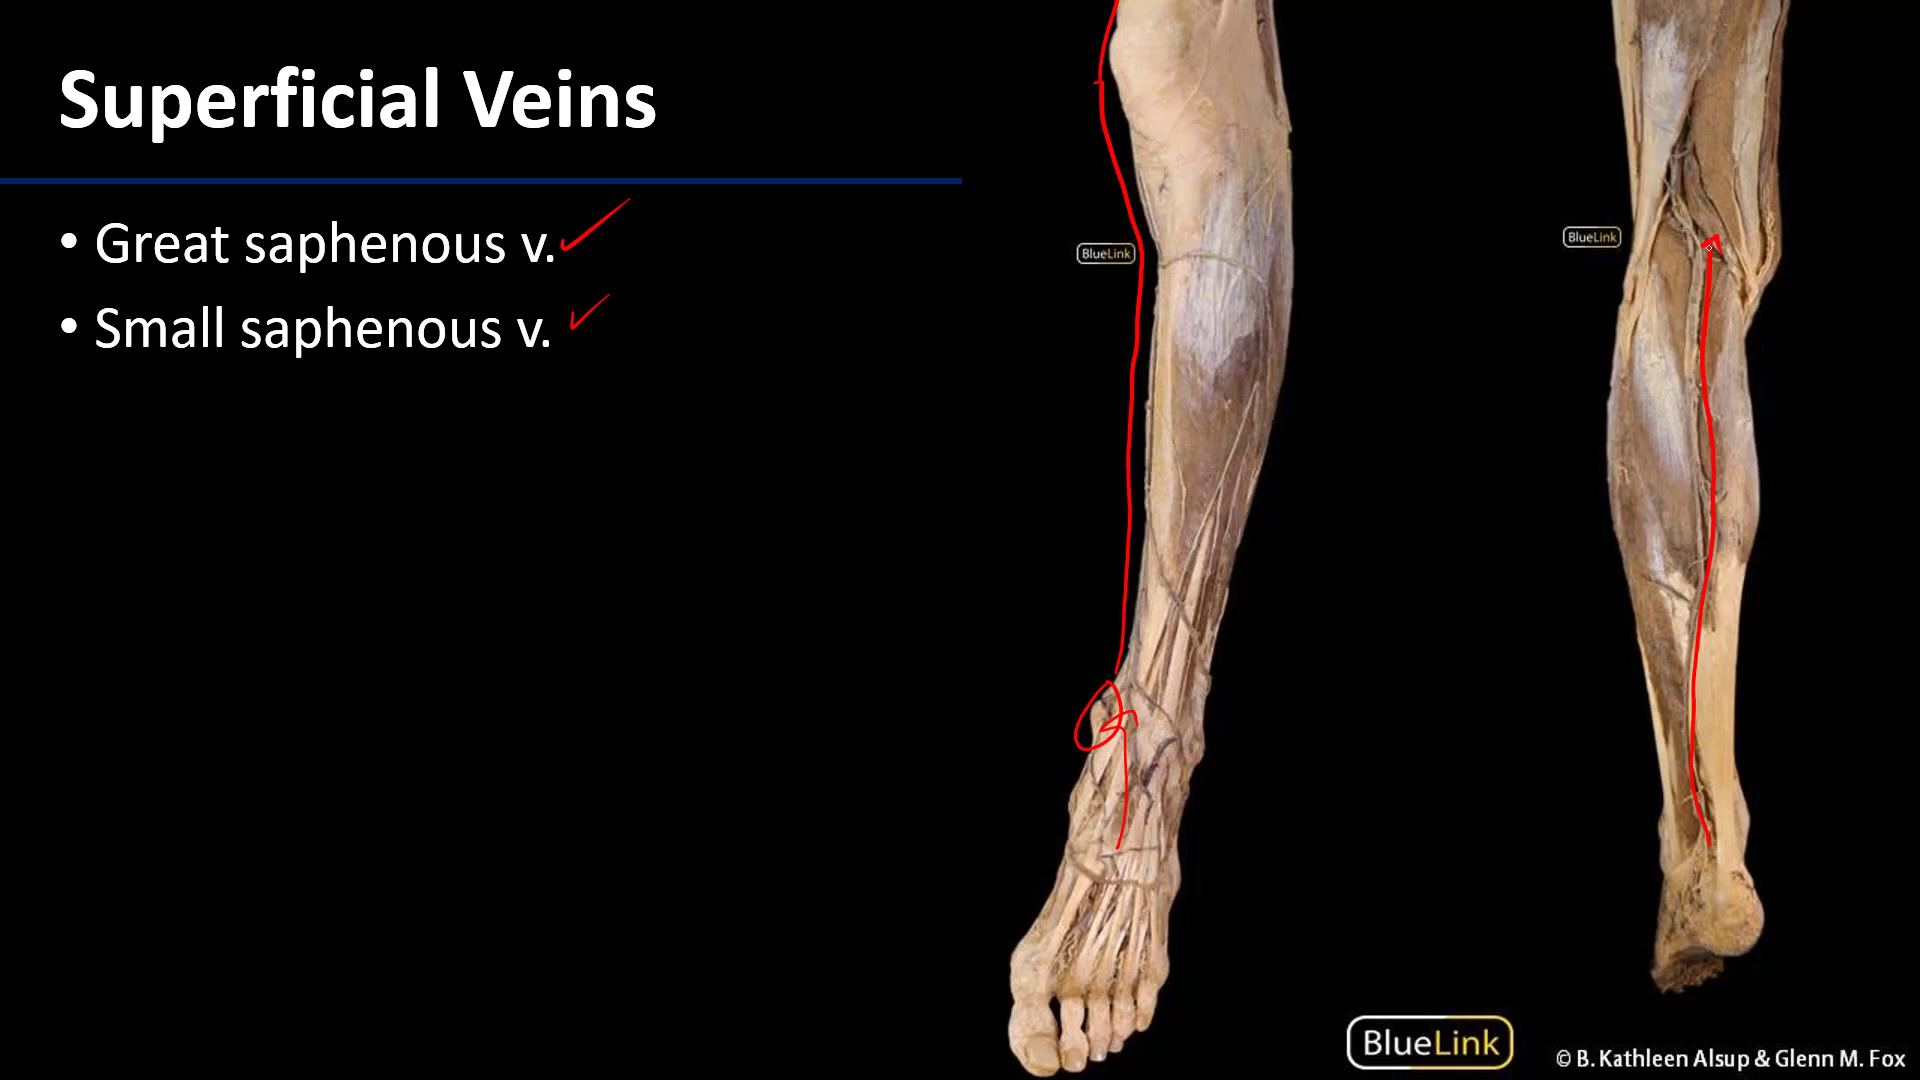 Superficial Veins
• Great saphenous v.
• Small saphenous v.
BlueLink
BlueLink
BlueLink
© B. Kathleen Alsup & Glenn M. Fox